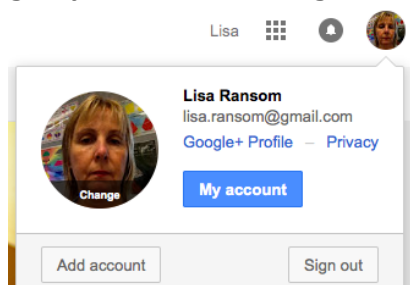 Lisa
Lisa Ransom
lisa.ransom@gmail.com
Google+ Profile – Privacy
Change
My account
Add account Sign out